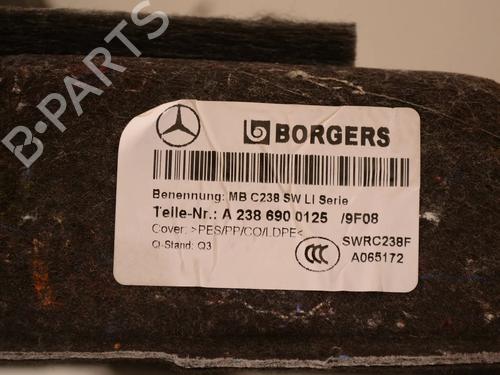 B-PARTS
BORGERS
Benennung: MB C238 SW LI Serie
Teile-Nr.: A 238 690 0125 /9F08
Cover: >PES/PP/CO/LDPE<
Q-Stand: Q3
CCC
SWRC238F
A065172